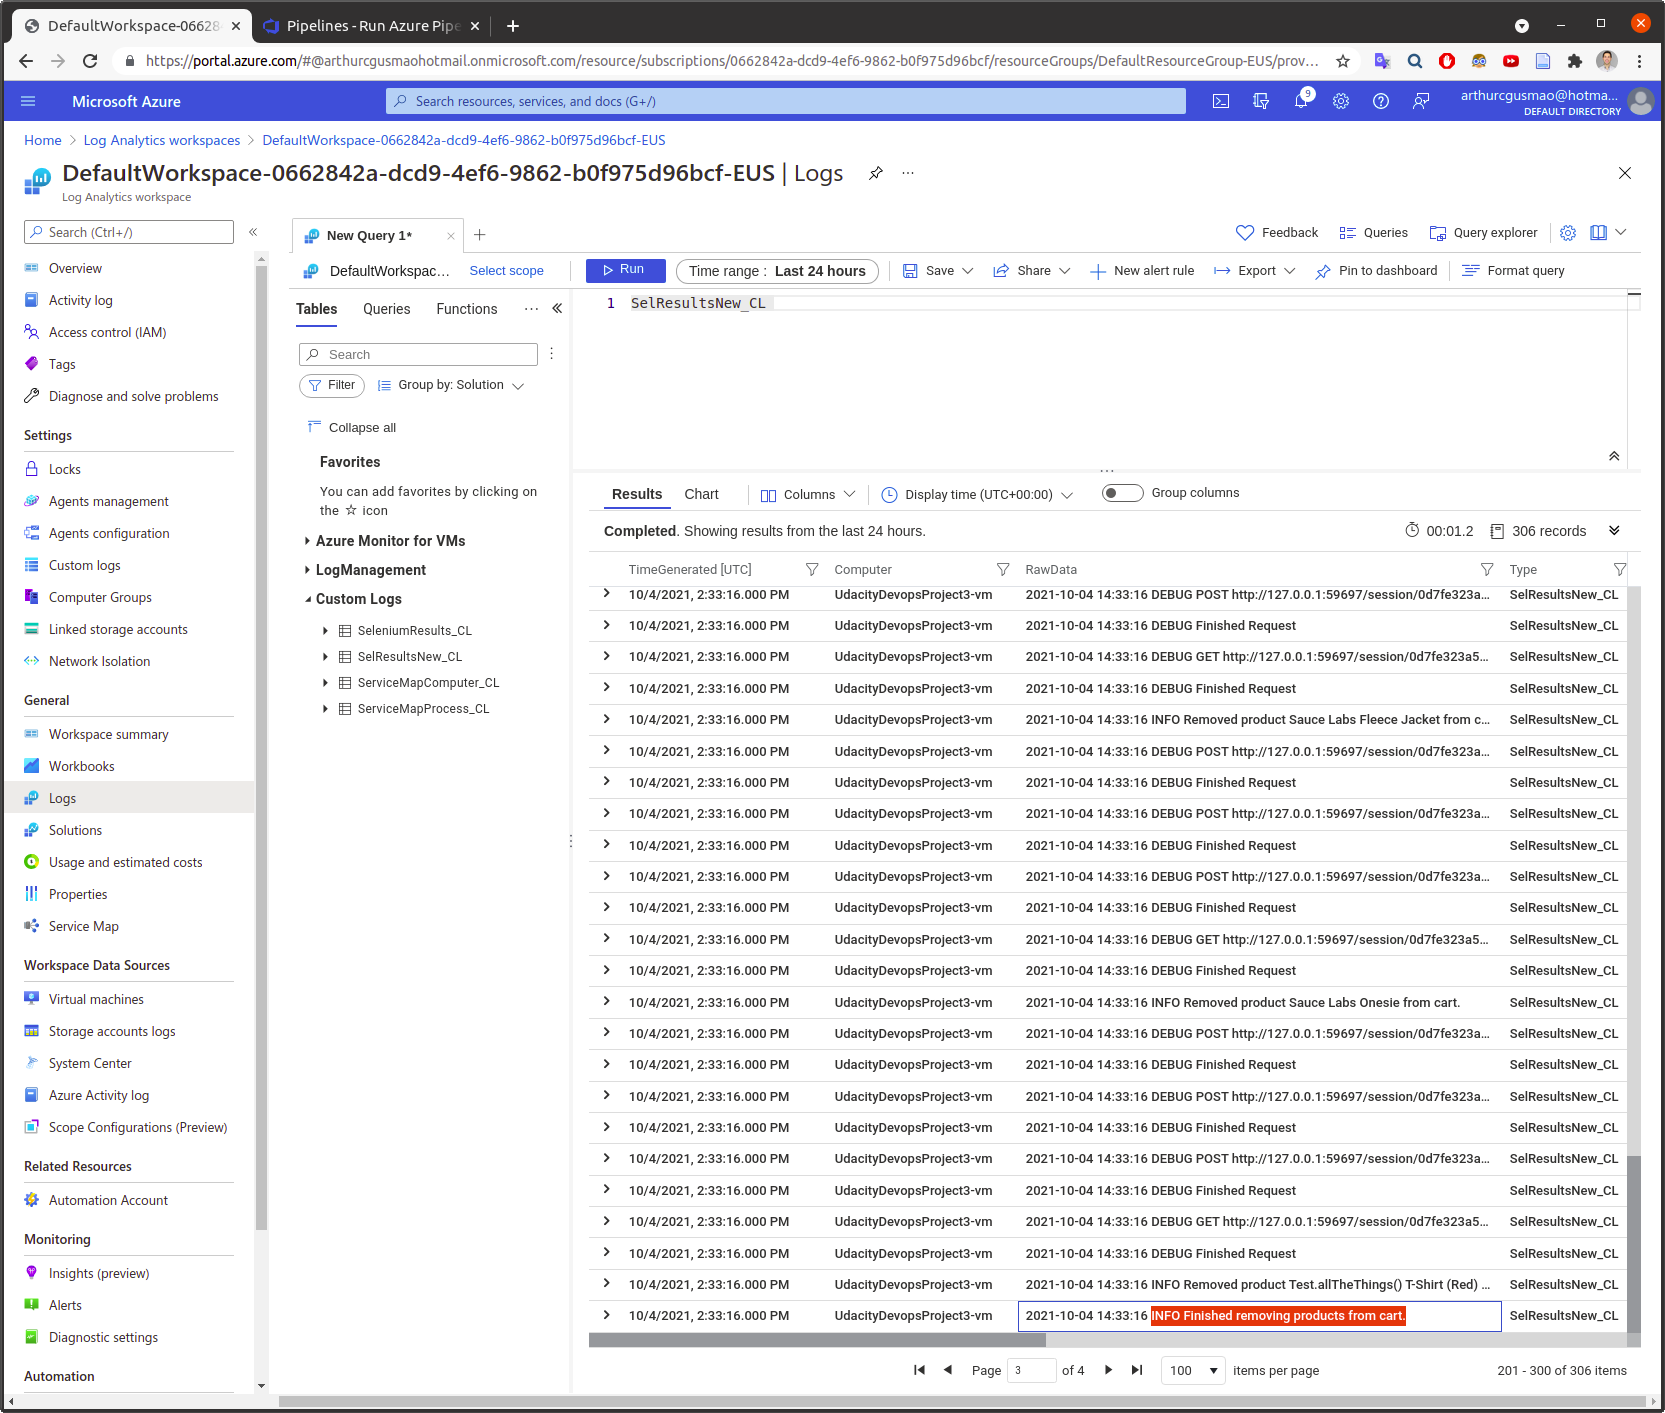 DefaultWorkspace-06628
Pipelines - Run Azure Pipe
https://portal.azure.com/#@arthurcgusmaohotmail.onmicrosoft.com/resource/subscriptions/0662842a-dcd9-4ef6-9862-b0f975d96bcf/resourceGroups/DefaultResourceGroup-EUS/prov...
Microsoft Azure
Search resources, services, and docs (G+/)
9
arthurcgusmao@hotma...
DEFAULT DIRECTORY
Home > Log Analytics workspaces > DefaultWorkspace-0662842a-dcd9-4ef6-9862-b0f975d96bcf-EUS
DefaultWorkspace-0662842a-dcd9-4ef6-9862-b0f975d96bcf-EUS | Logs
Log Analytics workspace
Search (Ctrl+/)
Overview
Activity log
Access control (IAM)
Tags
Diagnose and solve problems
Settings
Locks
Agents management
Agents configuration
Custom logs
Computer Groups
Linked storage accounts
Network Isolation
General
Workspace summary
Workbooks
Logs
Solutions
Usage and estimated costs
Properties
Service Map
Workspace Data Sources
Virtual machines
Storage accounts logs
System Center
Azure Activity log
Scope Configurations (Preview)
Related Resources
Automation Account
Monitoring
Insights (preview)
Alerts
Diagnostic settings
Automation
New Query 1*
Feedback
Queries
Query explorer
DefaultWorkspac...
Select scope
Run
Time range : Last 24 hours
Save
Share
New alert rule
Export
Pin to dashboard
Format query
Tables
Queries
Functions
Search
Filter
Group by: Solution
Collapse all
Favorites
You can add favorites by clicking on
the ☆ icon
Azure Monitor for VMs
LogManagement
Custom Logs
SeleniumResults_CL
SelResultsNew_CL
ServiceMapComputer_CL
ServiceMapProcess_CL
1 SelResultsNew_CL
Results
Chart
Columns
Display time (UTC+00:00)
Group columns
Completed. Showing results from the last 24 hours.
00:01.2
306 records
TimeGenerated [UTC] Computer RawData Type
10/4/2021, 2:33:16.000 PM UdacityDevopsProject3-vm 2021-10-04 14:33:16 DEBUG POST http://127.0.0.1:59697/session/0d7fe323a... SelResultsNew_CL
10/4/2021, 2:33:16.000 PM UdacityDevopsProject3-vm 2021-10-04 14:33:16 DEBUG Finished Request SelResultsNew_CL
10/4/2021, 2:33:16.000 PM UdacityDevopsProject3-vm 2021-10-04 14:33:16 DEBUG GET http://127.0.0.1:59697/session/0d7fe323a5... SelResultsNew_CL
10/4/2021, 2:33:16.000 PM UdacityDevopsProject3-vm 2021-10-04 14:33:16 DEBUG Finished Request SelResultsNew_CL
10/4/2021, 2:33:16.000 PM UdacityDevopsProject3-vm 2021-10-04 14:33:16 INFO Removed product Sauce Labs Fleece Jacket from c... SelResultsNew_CL
10/4/2021, 2:33:16.000 PM UdacityDevopsProject3-vm 2021-10-04 14:33:16 DEBUG POST http://127.0.0.1:59697/session/0d7fe323a... SelResultsNew_CL
10/4/2021, 2:33:16.000 PM UdacityDevopsProject3-vm 2021-10-04 14:33:16 DEBUG Finished Request SelResultsNew_CL
10/4/2021, 2:33:16.000 PM UdacityDevopsProject3-vm 2021-10-04 14:33:16 DEBUG POST http://127.0.0.1:59697/session/0d7fe323a... SelResultsNew_CL
10/4/2021, 2:33:16.000 PM UdacityDevopsProject3-vm 2021-10-04 14:33:16 DEBUG Finished Request SelResultsNew_CL
10/4/2021, 2:33:16.000 PM UdacityDevopsProject3-vm 2021-10-04 14:33:16 DEBUG POST http://127.0.0.1:59697/session/0d7fe323a... SelResultsNew_CL
10/4/2021, 2:33:16.000 PM UdacityDevopsProject3-vm 2021-10-04 14:33:16 DEBUG Finished Request SelResultsNew_CL
10/4/2021, 2:33:16.000 PM UdacityDevopsProject3-vm 2021-10-04 14:33:16 DEBUG GET http://127.0.0.1:59697/session/0d7fe323a5... SelResultsNew_CL
10/4/2021, 2:33:16.000 PM UdacityDevopsProject3-vm 2021-10-04 14:33:16 DEBUG Finished Request SelResultsNew_CL
10/4/2021, 2:33:16.000 PM UdacityDevopsProject3-vm 2021-10-04 14:33:16 INFO Removed product Sauce Labs Onesie from cart. SelResultsNew_CL
10/4/2021, 2:33:16.000 PM UdacityDevopsProject3-vm 2021-10-04 14:33:16 DEBUG POST http://127.0.0.1:59697/session/0d7fe323a... SelResultsNew_CL
10/4/2021, 2:33:16.000 PM UdacityDevopsProject3-vm 2021-10-04 14:33:16 DEBUG Finished Request SelResultsNew_CL
10/4/2021, 2:33:16.000 PM UdacityDevopsProject3-vm 2021-10-04 14:33:16 DEBUG POST http://127.0.0.1:59697/session/0d7fe323a... SelResultsNew_CL
10/4/2021, 2:33:16.000 PM UdacityDevopsProject3-vm 2021-10-04 14:33:16 DEBUG Finished Request SelResultsNew_CL
10/4/2021, 2:33:16.000 PM UdacityDevopsProject3-vm 2021-10-04 14:33:16 DEBUG POST http://127.0.0.1:59697/session/0d7fe323a... SelResultsNew_CL
10/4/2021, 2:33:16.000 PM UdacityDevopsProject3-vm 2021-10-04 14:33:16 DEBUG Finished Request SelResultsNew_CL
10/4/2021, 2:33:16.000 PM UdacityDevopsProject3-vm 2021-10-04 14:33:16 DEBUG GET http://127.0.0.1:59697/session/0d7fe323a5... SelResultsNew_CL
10/4/2021, 2:33:16.000 PM UdacityDevopsProject3-vm 2021-10-04 14:33:16 DEBUG Finished Request SelResultsNew_CL
10/4/2021, 2:33:16.000 PM UdacityDevopsProject3-vm 2021-10-04 14:33:16 INFO Removed product Test.allTheThings() T-Shirt (Red) ... SelResultsNew_CL
10/4/2021, 2:33:16.000 PM UdacityDevopsProject3-vm 2021-10-04 14:33:16 INFO Finished removing products from cart. SelResultsNew_CL
Page 3 of 4
100 items per page
201 - 300 of 306 items